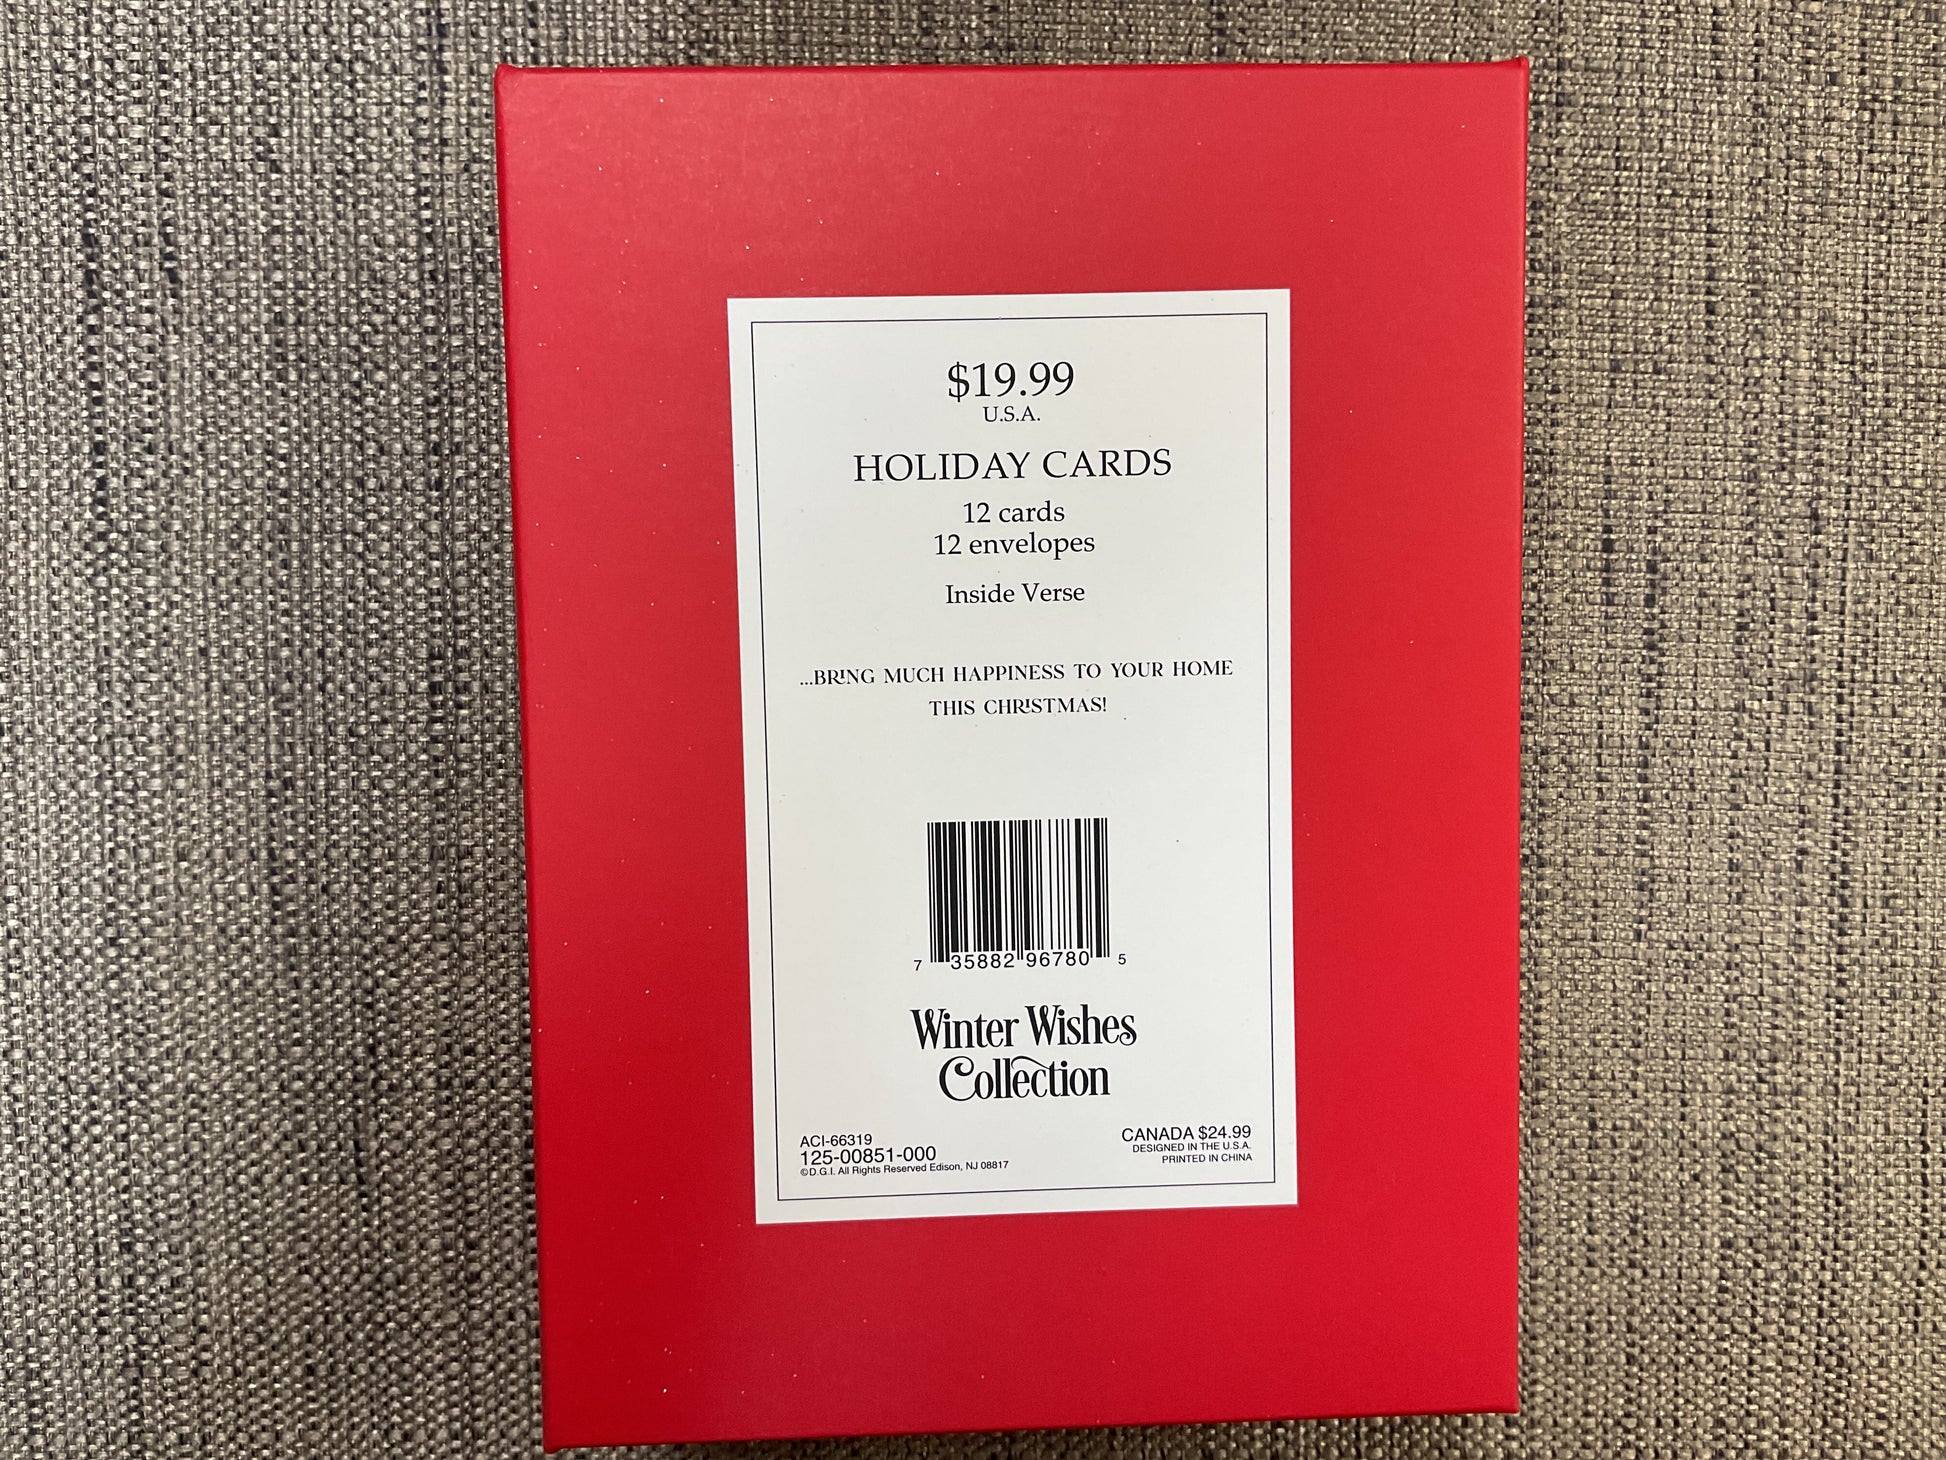 $19.99
U.S.A.
HOLIDAY CARDS
12 cards
12 envelopes
Inside Verse
...BRING MUCH HAPPINESS TO YOUR HOME
THIS CHRISTMAS!
7 35882 96780 5
Winter Wishes
Collection
ACI-66319
125-00851-000
©D.G.I. All Rights Reserved Edison, NJ 08817
CANADA $24.99
DESIGNED IN THE U.S.A.
PRINTED IN CHINA